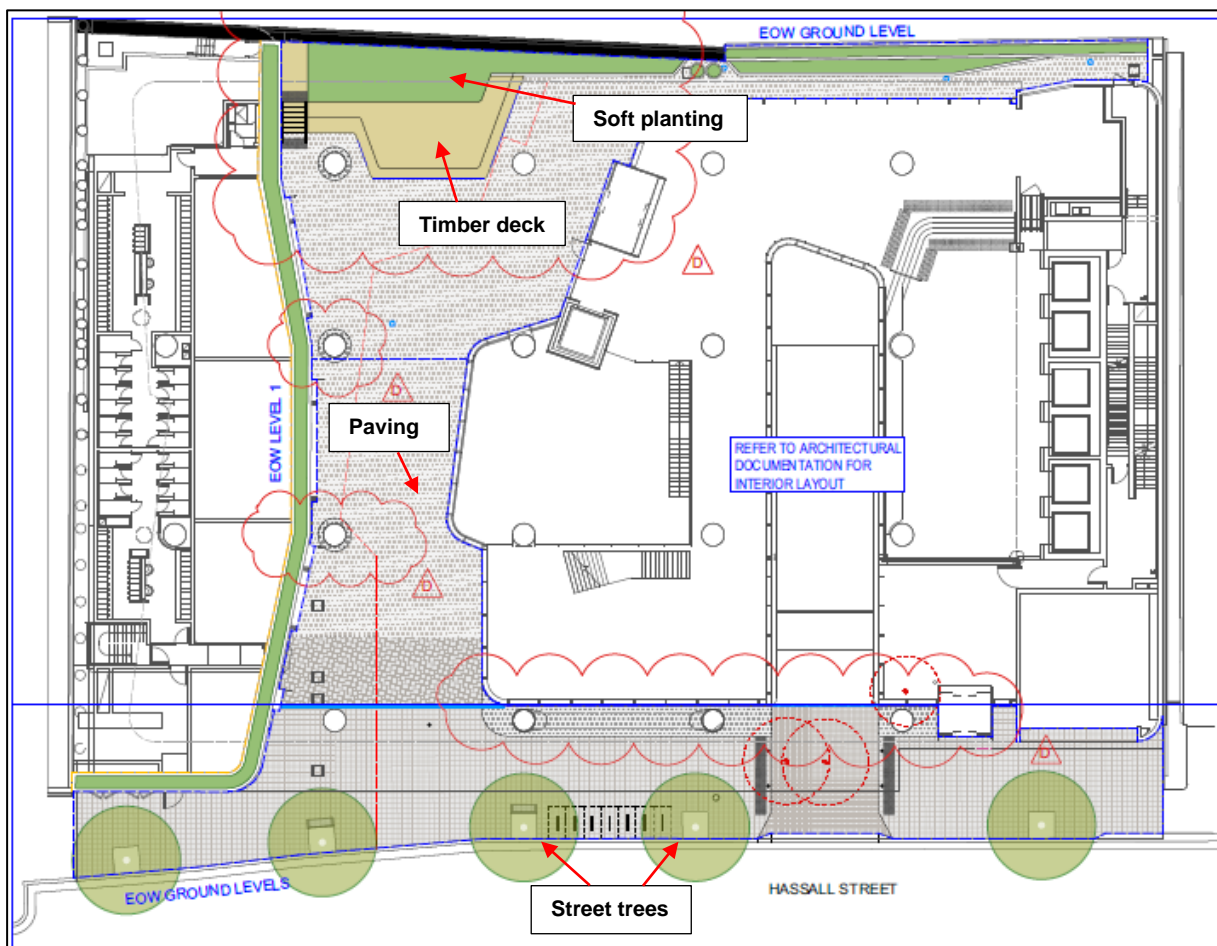 EOW GROUND LEVEL
Soft planting
Timber deck
D
D
EOW LEVEL 1
Paving
REFER TO ARCHITECTURAL
DOCUMENTATION FOR
INTERIOR LAYOUT
D
D
EOW GROUND LEVELS
HASSALL STREET
Street trees